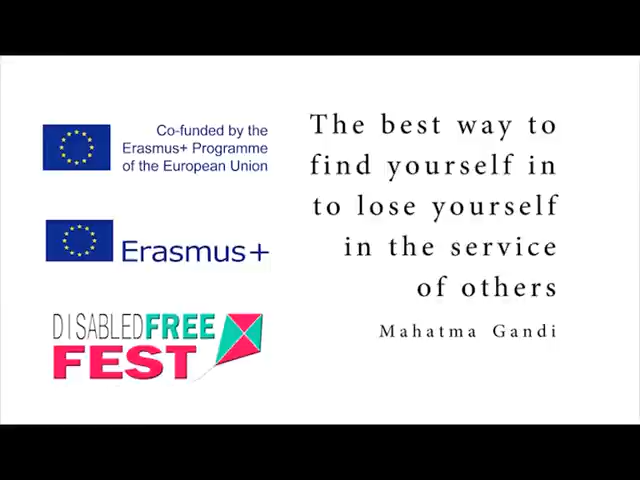 Co-funded by the
Erasmus+ Programme
of the European Union
Erasmus+
DISABLEDFREE
FEST
The best way to
find yourself in
to lose yourself
in the service
of others
Mahatma Gandi